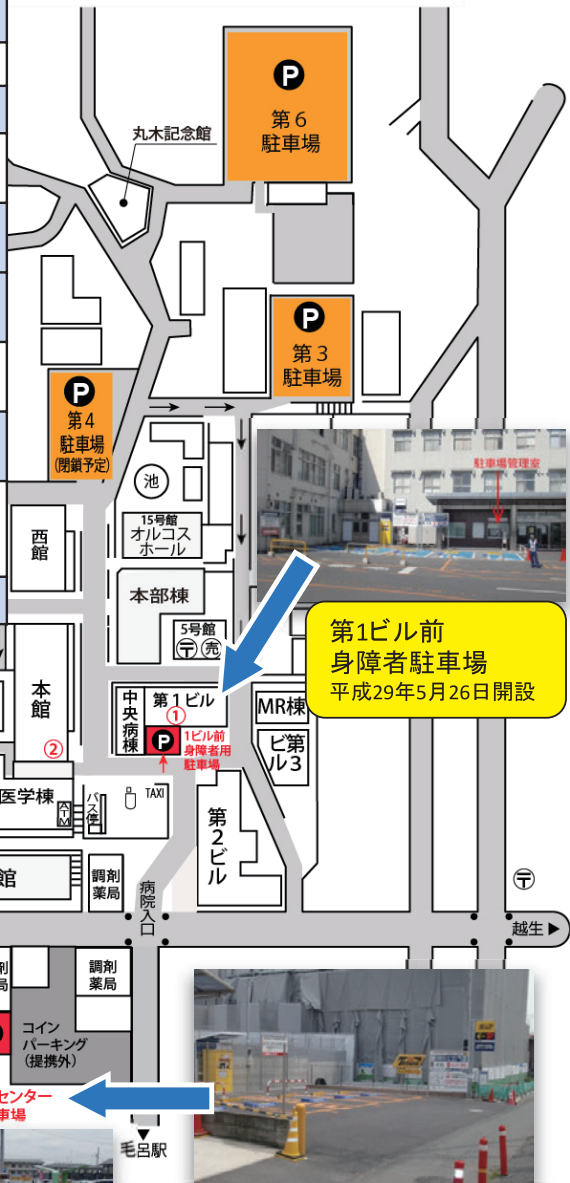 P
第6
駐車場
丸木記念館
P
第3
駐車場
P
第4
駐車場
(閉鎖予定)
池
15号館
オルコス
ホール
西館
本部棟
5号館
〒 売
駐車場管理室
第1ビル前
身障者駐車場
平成29年5月26日開設
本館
②
中央病棟
第1ビル
①
P
1ビル前
身障者用
駐車場
MR棟
第3ビル
医学棟
ATM
バス停
TAXI
第2ビル
館
調剤
薬局
病院入口
〒
越生▶
剤
局
調剤
薬局
コイン
パーキング
(提携外)
センター
車場
▼
毛呂駅